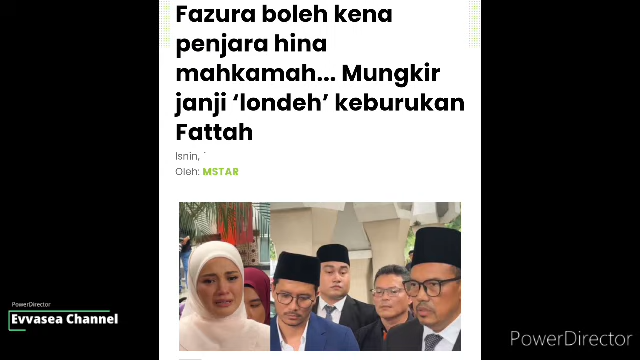 Fazura boleh kena
penjara hina
mahkamah... Mungkir
janji ‘londeh’ keburukan
Fattah
Isnin,
Oleh: MSTAR
PowerDirector
Evvasea Channel
PowerDirector